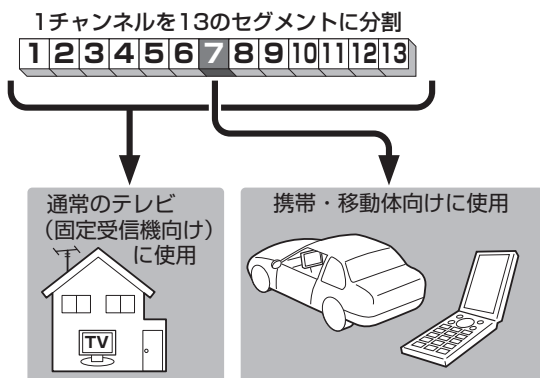 1チャンネルを13のセグメントに分割
1 2 3 4 5 6 7 8 9 10 11 12 13
通常のテレビ
（固定受信機向け）
に使用
TV
携帯・移動体向けに使用